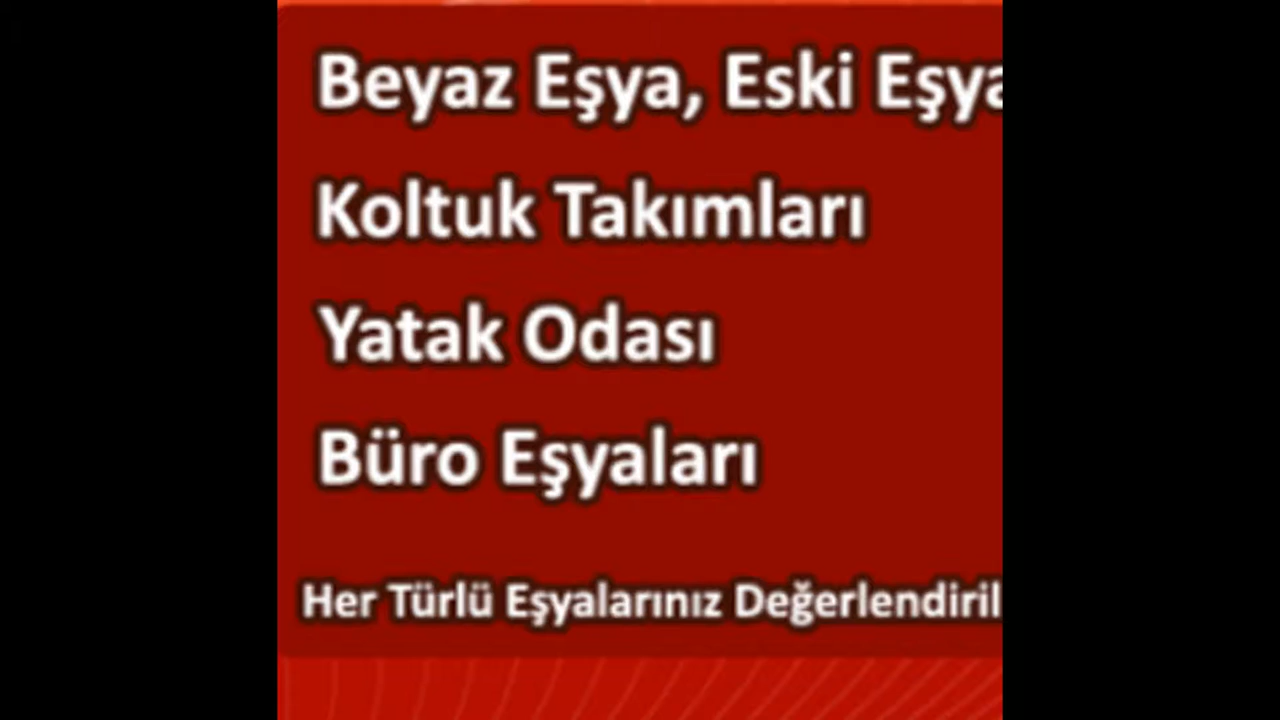 Beyaz Eşya, Eski Eşya
Koltuk Takımları
Yatak Odası
Büro Eşyaları
Her Türlü Eşyalarınız Değerlendiril